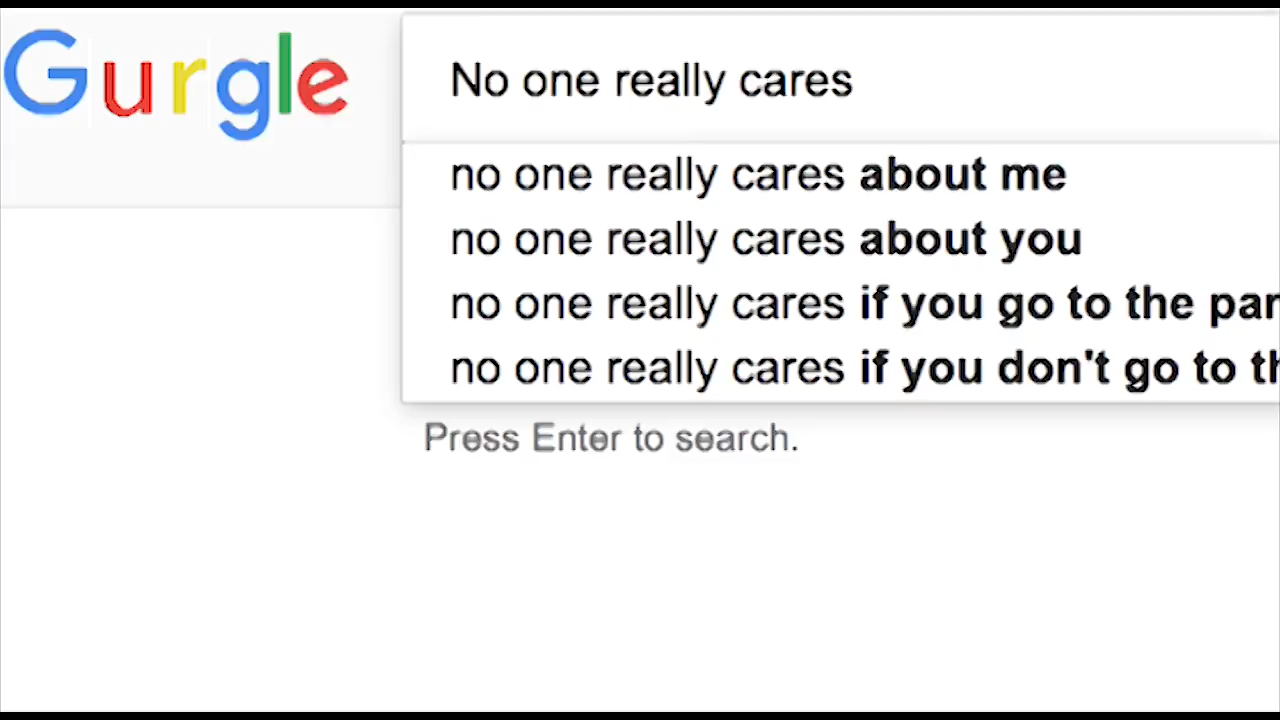 Gurgle
No one really cares
no one really cares about me
no one really cares about you
no one really cares if you go to the
no one really cares if you don't go to
Press Enter to search.